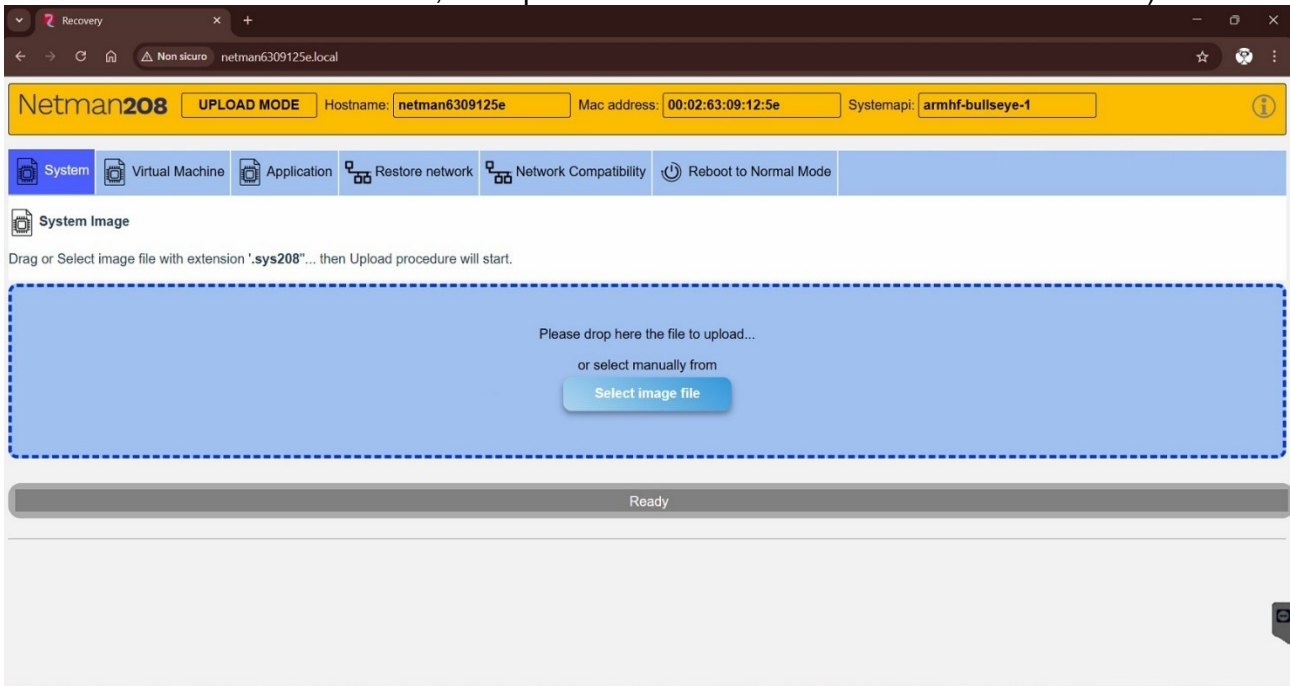 Recovery
Non sicuro netman6309125e.local
Netman208 UPLOAD MODE Hostname: netman6309125e Mac address: 00:02:63:09:12:5e Systemapi: armhf-bullseye-1
System Virtual Machine Application Restore network Network Compatibility Reboot to Normal Mode
System Image
Drag or Select image file with extension '.sys208"... then Upload procedure will start.
Please drop here the file to upload...
or select manually from
Select image file
Ready